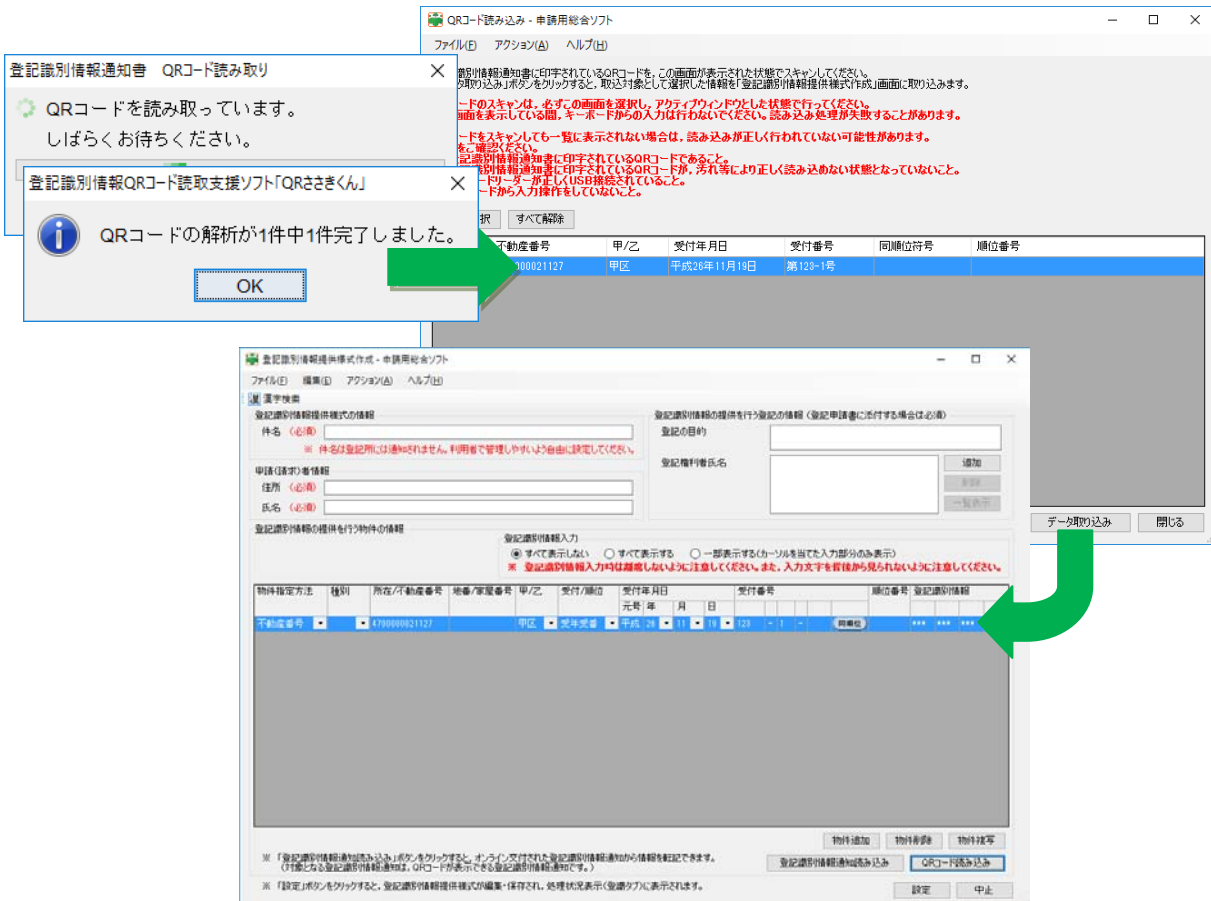 登記識別情報通知書 QRコード読み取り
QRコードを読み取っています。
しばらくお待ちください。
登記識別情報QRコード読取支援ソフト「QRささきくん」
QRコードの解析が1件中1件完了しました。
OK
QRコード読み込み - 申請用総合ソフト
ファイル(F) アクション(A) ヘルプ(H)
識別情報通知書に印字されているQRコードを，この画面が表示された状態でスキャンしてください。
タ取り込み」ボタンをクリックすると，取込対象として選択した情報を「登記識別情報提供様式作成」画面に取り込みます。
ードのスキャンは，必ずこの画面を選択し，アクティブウィンドウとした状態で行ってください。
画面を表示している間，キーボードからの入力は行わないでください。読み込み処理が失敗することがあります。
ードをスキャンしても一覧に表示されない場合は，読み込みが正しく行われていない可能性があります。
をご確認ください。
記識別情報通知書に印字されているQRコードであること。
識別情報通知書に印字されているQRコードが，汚れ等により正しく読み込めない状態となっていないこと。
ードリーダーが正しくUSB接続されていること。
ードから入力操作をしていないこと。
択 すべて解除
不動産番号 甲/乙 受付年月日 受付番号 同順位符号 順位番号
000021127 甲区 平成26年11月19日 第123-1号
データ取り込み 閉じる
登記識別情報提供様式作成 - 申請用総合ソフト
ファイル(F) 編集(E) アクション(A) ヘルプ(H)
漢 漢字検索
登記識別情報提供様式の情報
件名 (必須)
※ 件名は登記所には通知されません。利用者で管理しやすいよう自由に設定してください。
申請(請求)者情報
住所 (必須)
氏名 (必須)
登記識別情報の提供を行う登記の情報 (登記申請書に添付する場合は必須)
登記の目的
登記権利者氏名
追加
削除
一覧表示
登記識別情報の提供を行う物件の情報
登記識別情報入力
すべて表示しない すべて表示する 一部表示する(カーソルを当てた入力部分のみ表示)
※ 登記識別情報入力時は離席しないように注意してください。また，入力文字を背後から見られないように注意してください。
物件指定方法 種別 所在/不動産番号 地番/家屋番号 甲/乙 受付/順位 受付年月日 受付番号 順位番号 登記識別情報
元号 年 月 日
不動産番号 4700000021127 甲区 受年受番 平成 26 11 19 123 - 1 - 同順位 *** *** ***
物件追加 物件削除 物件複写
※ 「登記識別情報通知読み込み」ボタンをクリックすると，オンライン交付された登記識別情報通知から情報を転記できます。
(対象となる登記識別情報通知は，QRコードが表示できる登記識別情報通知です。)
登記識別情報通知読み込み QRコード読み込み
※ 「設定」ボタンをクリックすると，登記識別情報提供様式が編集・保存され，処理状況表示(登識タブ)に表示されます。
設定 中止